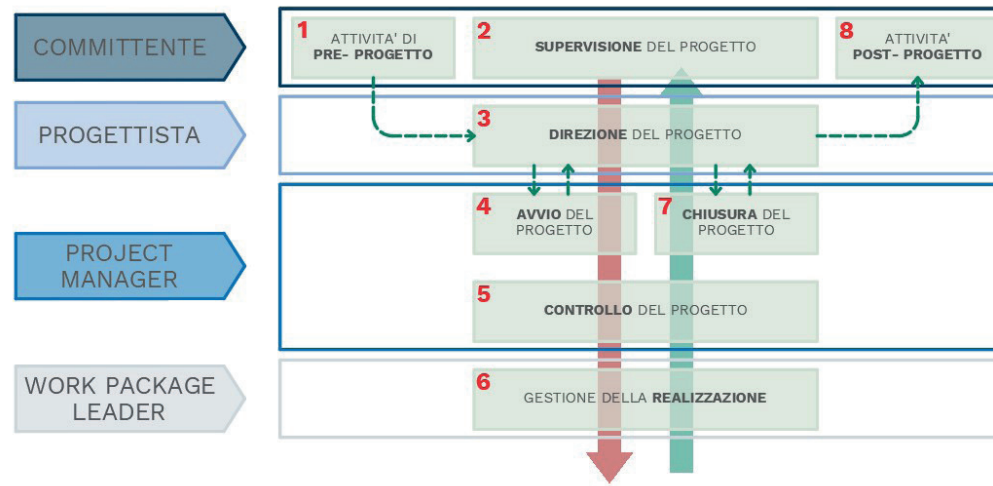 COMMITTENTE
1
ATTIVITA' DI
PRE- PROGETTO
2
SUPERVISIONE DEL PROGETTO
8
ATTIVITA'
POST- PROGETTO
PROGETTISTA
3
DIREZIONE DEL PROGETTO
PROJECT
MANAGER
4
AVVIO DEL
PROGETTO
7
CHIUSURA DEL
PROGETTO
5
CONTROLLO DEL PROGETTO
WORK PACKAGE
LEADER
6
GESTIONE DELLA REALIZZAZIONE